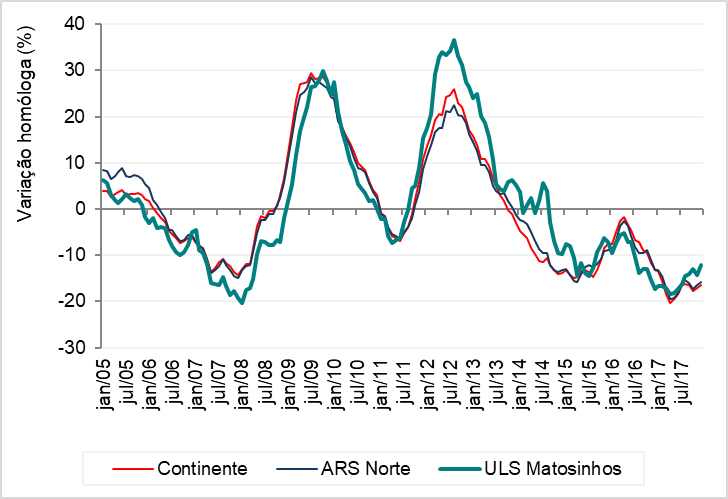 Variação homóloga (%)
40
30
20
10
0
-10
-20
-30
jan/05
jul/05
jan/06
jul/06
jan/07
jul/07
jan/08
jul/08
jan/09
jul/09
jan/10
jul/10
jan/11
jul/11
jan/12
jul/12
jan/13
jul/13
jan/14
jul/14
jan/15
jul/15
jan/16
jul/16
jan/17
jul/17
Continente ARS Norte ULS Matosinhos